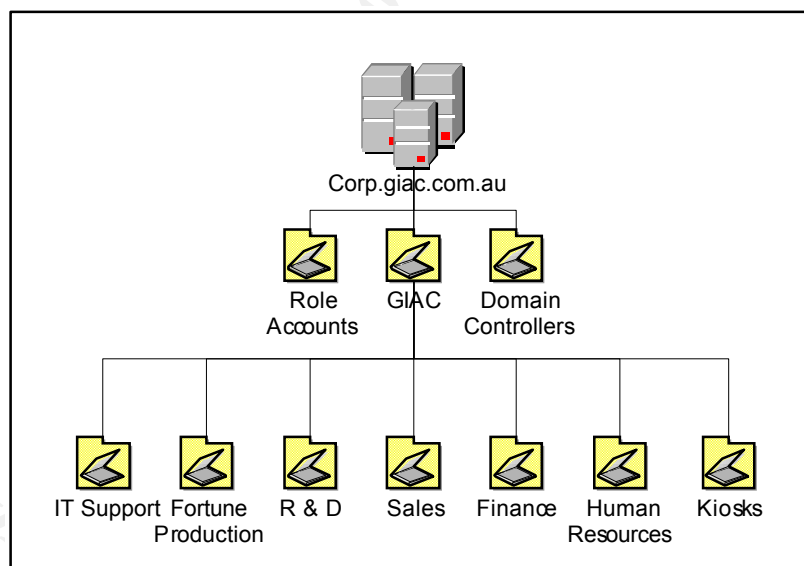 Corp.giac.com.au
Role
Accounts
GIAC
Domain
Controllers
IT Support
Fortune
Production
R & D
Sales
Finance
Human
Resources
Kiosks